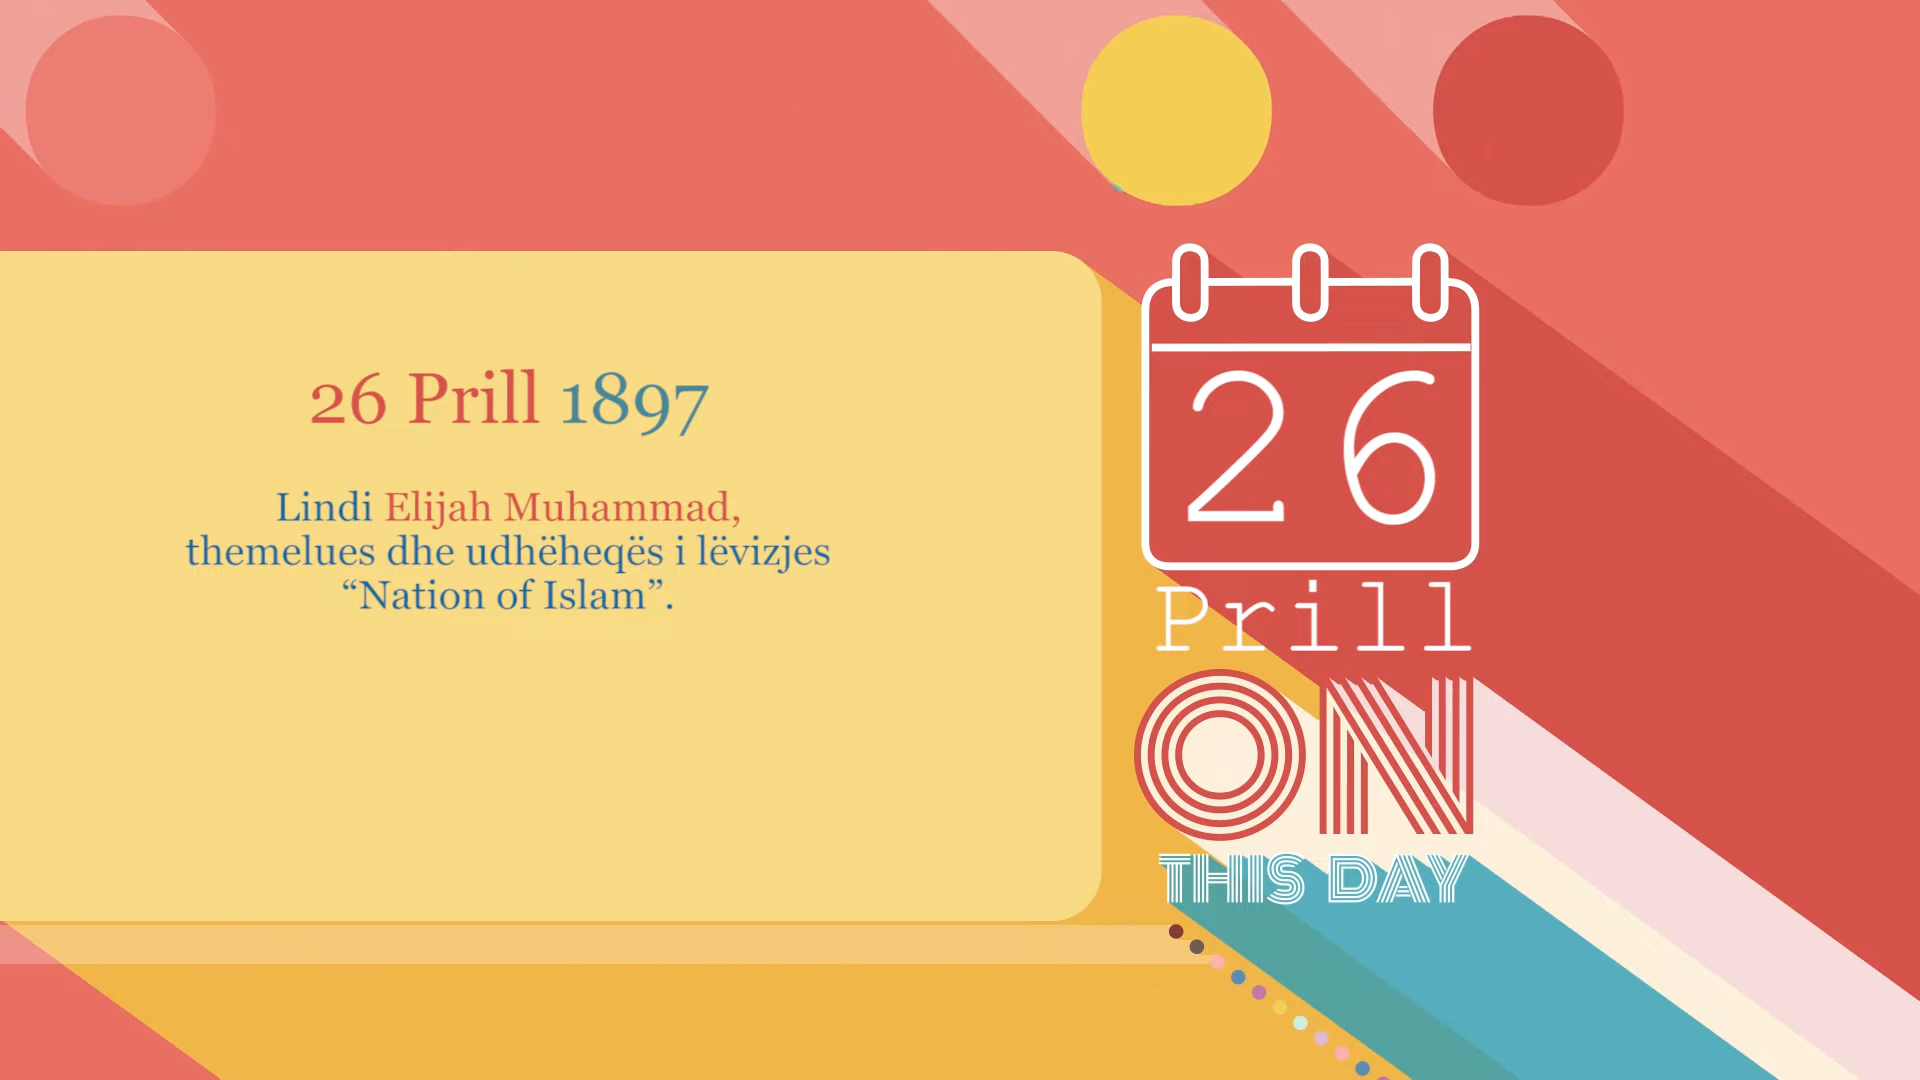 26 Prill 1897
Lindi Elijah Muhammad,
themelues dhe udhëheqës i lëvizjes
“Nation of Islam”.
26
Prill
ON
THIS DAY